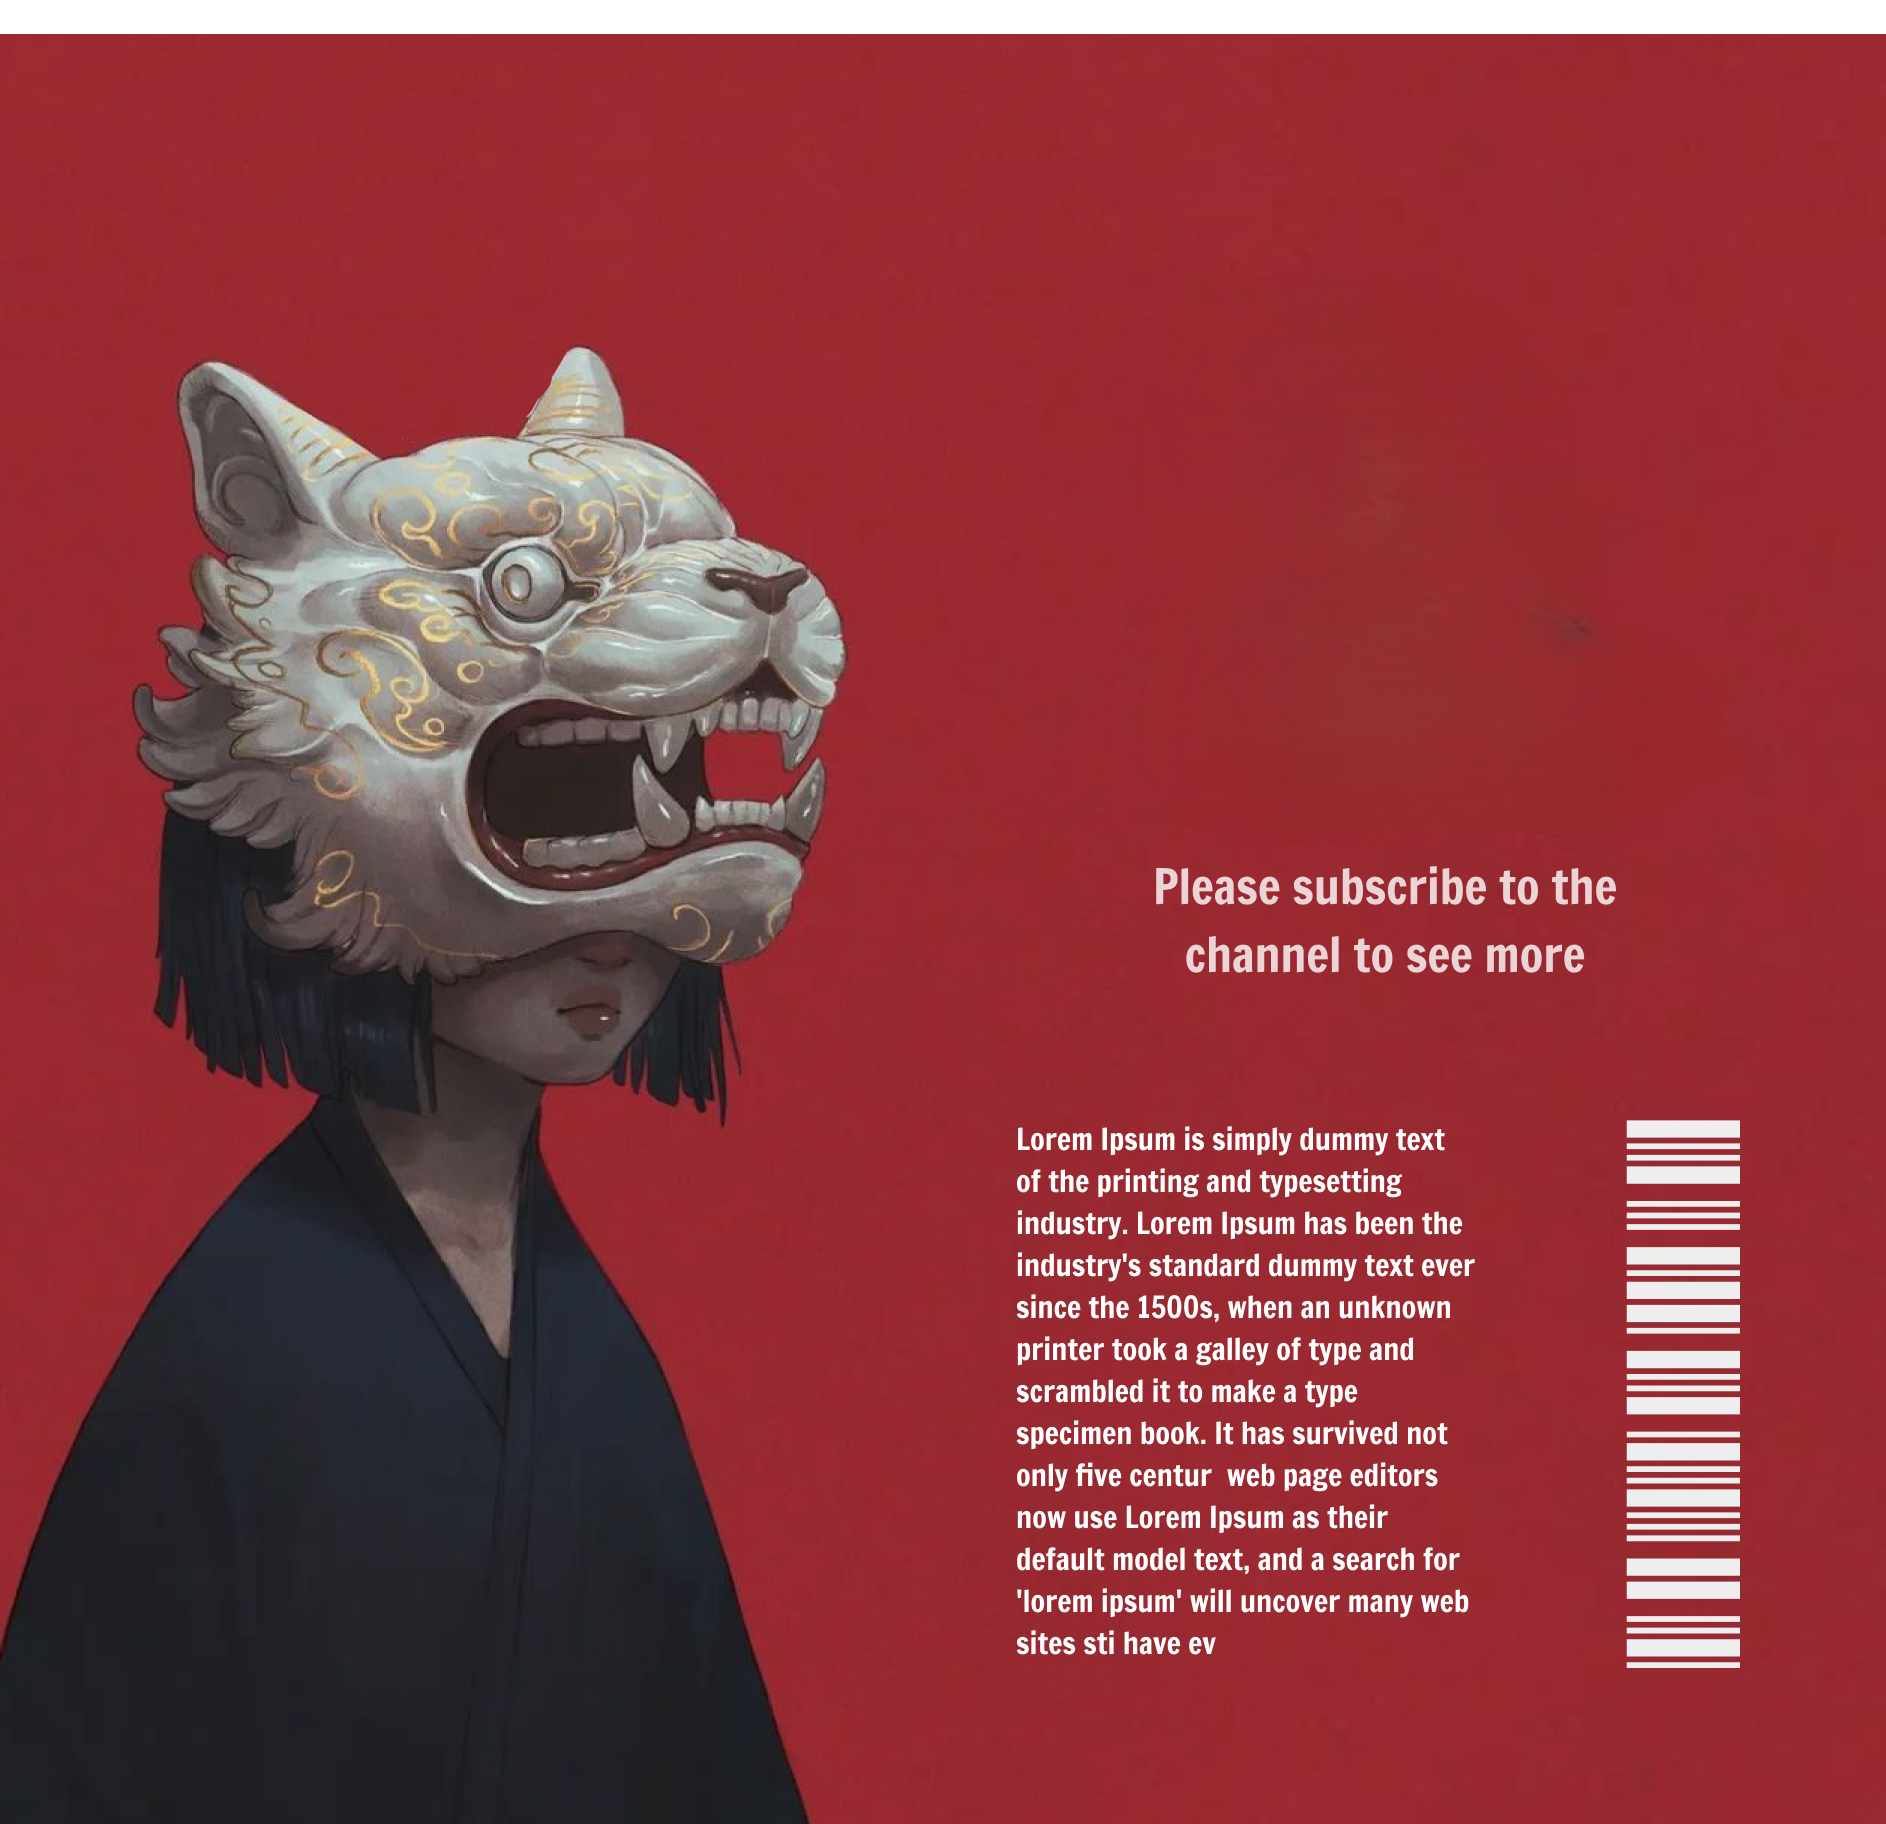 Please subscribe to the
channel to see more
Lorem Ipsum is simply dummy text
of the printing and typesetting
industry. Lorem Ipsum has been the
industry's standard dummy text ever
since the 1500s, when an unknown
printer took a galley of type and
scrambled it to make a type
specimen book. It has survived not
only five centur  web page editors
now use Lorem Ipsum as their
default model text, and a search for
'lorem ipsum' will uncover many web
sites sti have ev